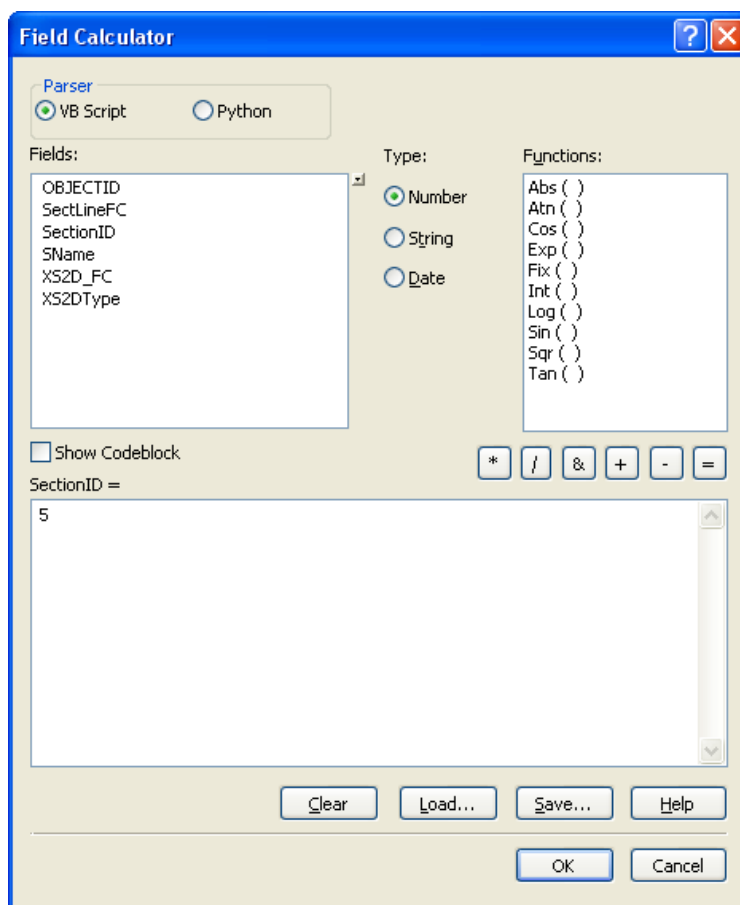 Field Calculator
Parser
VB Script
Python
Fields:
OBJECTID
SectLineFC
SectionID
SName
XS2D_FC
XS2DType
Type:
Number
String
Date
Functions:
Abs ( )
Atn ( )
Cos ( )
Exp ( )
Fix ( )
Int ( )
Log ( )
Sin ( )
Sqr ( )
Tan ( )
Show Codeblock
* / & + - =
SectionID =
5
Clear Load... Save... Help
OK Cancel